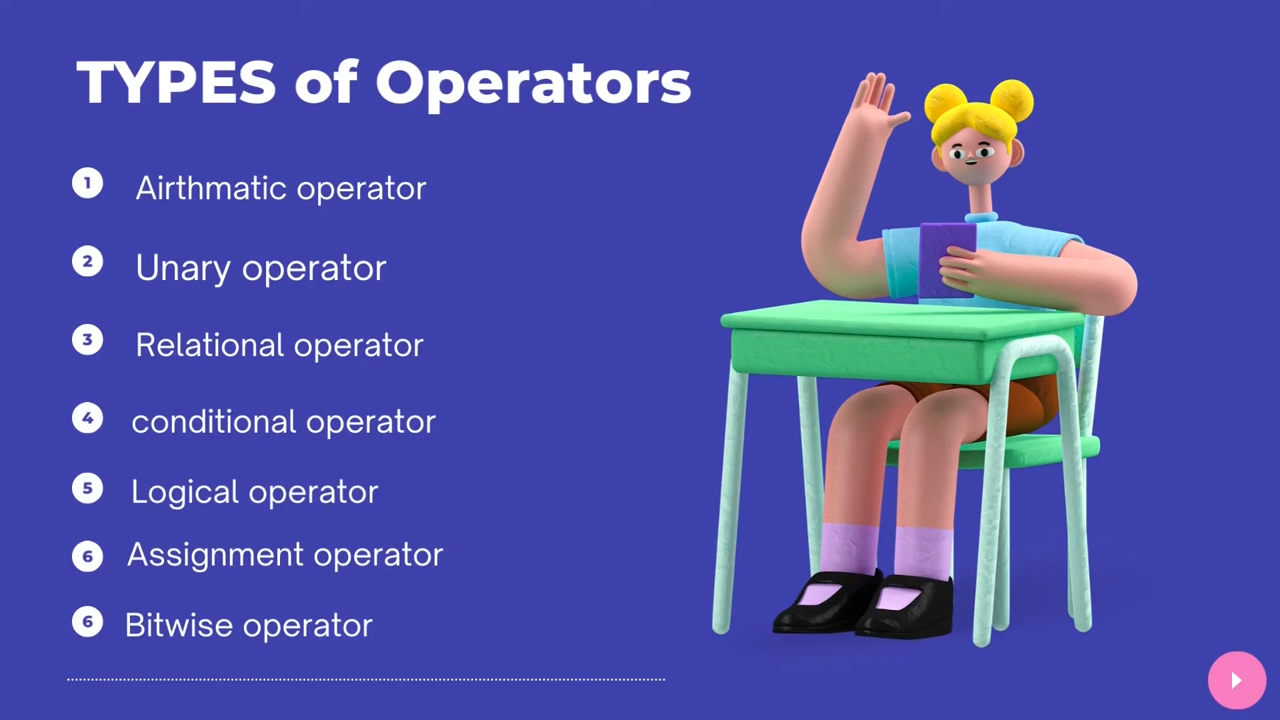 TYPES of Operators
1 Airthmatic operator
2 Unary operator
3 Relational operator
4 conditional operator
5 Logical operator
6 Assignment operator
6 Bitwise operator